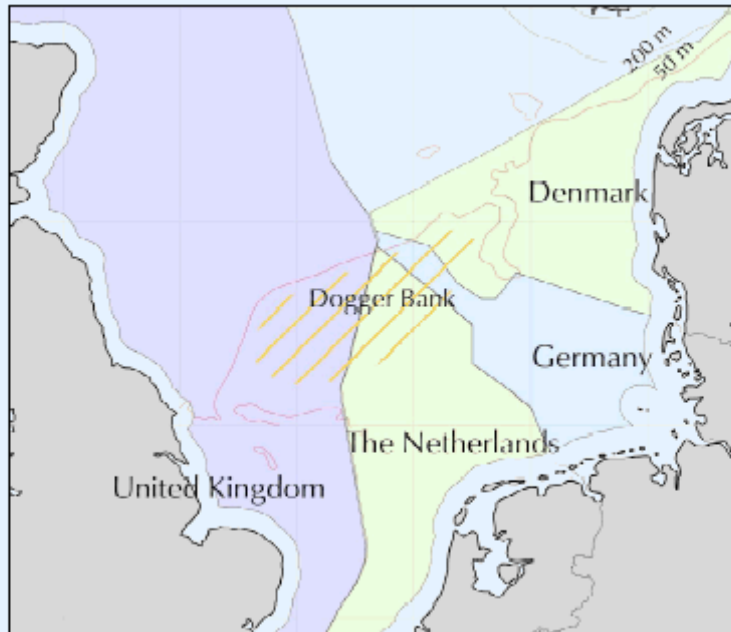 200 m
50 m
Denmark
Dogger Bank
Germany
The Netherlands
United Kingdom